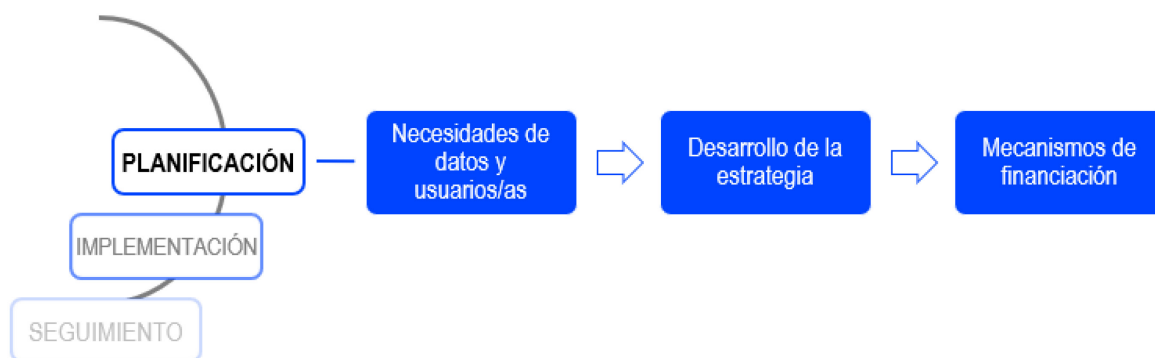 PLANIFICACIÓN
Necesidades de
datos y
usuarios/as
Desarrollo de la
estrategia
Mecanismos de
financiación
IMPLEMENTACIÓN
SEGUIMIENTO